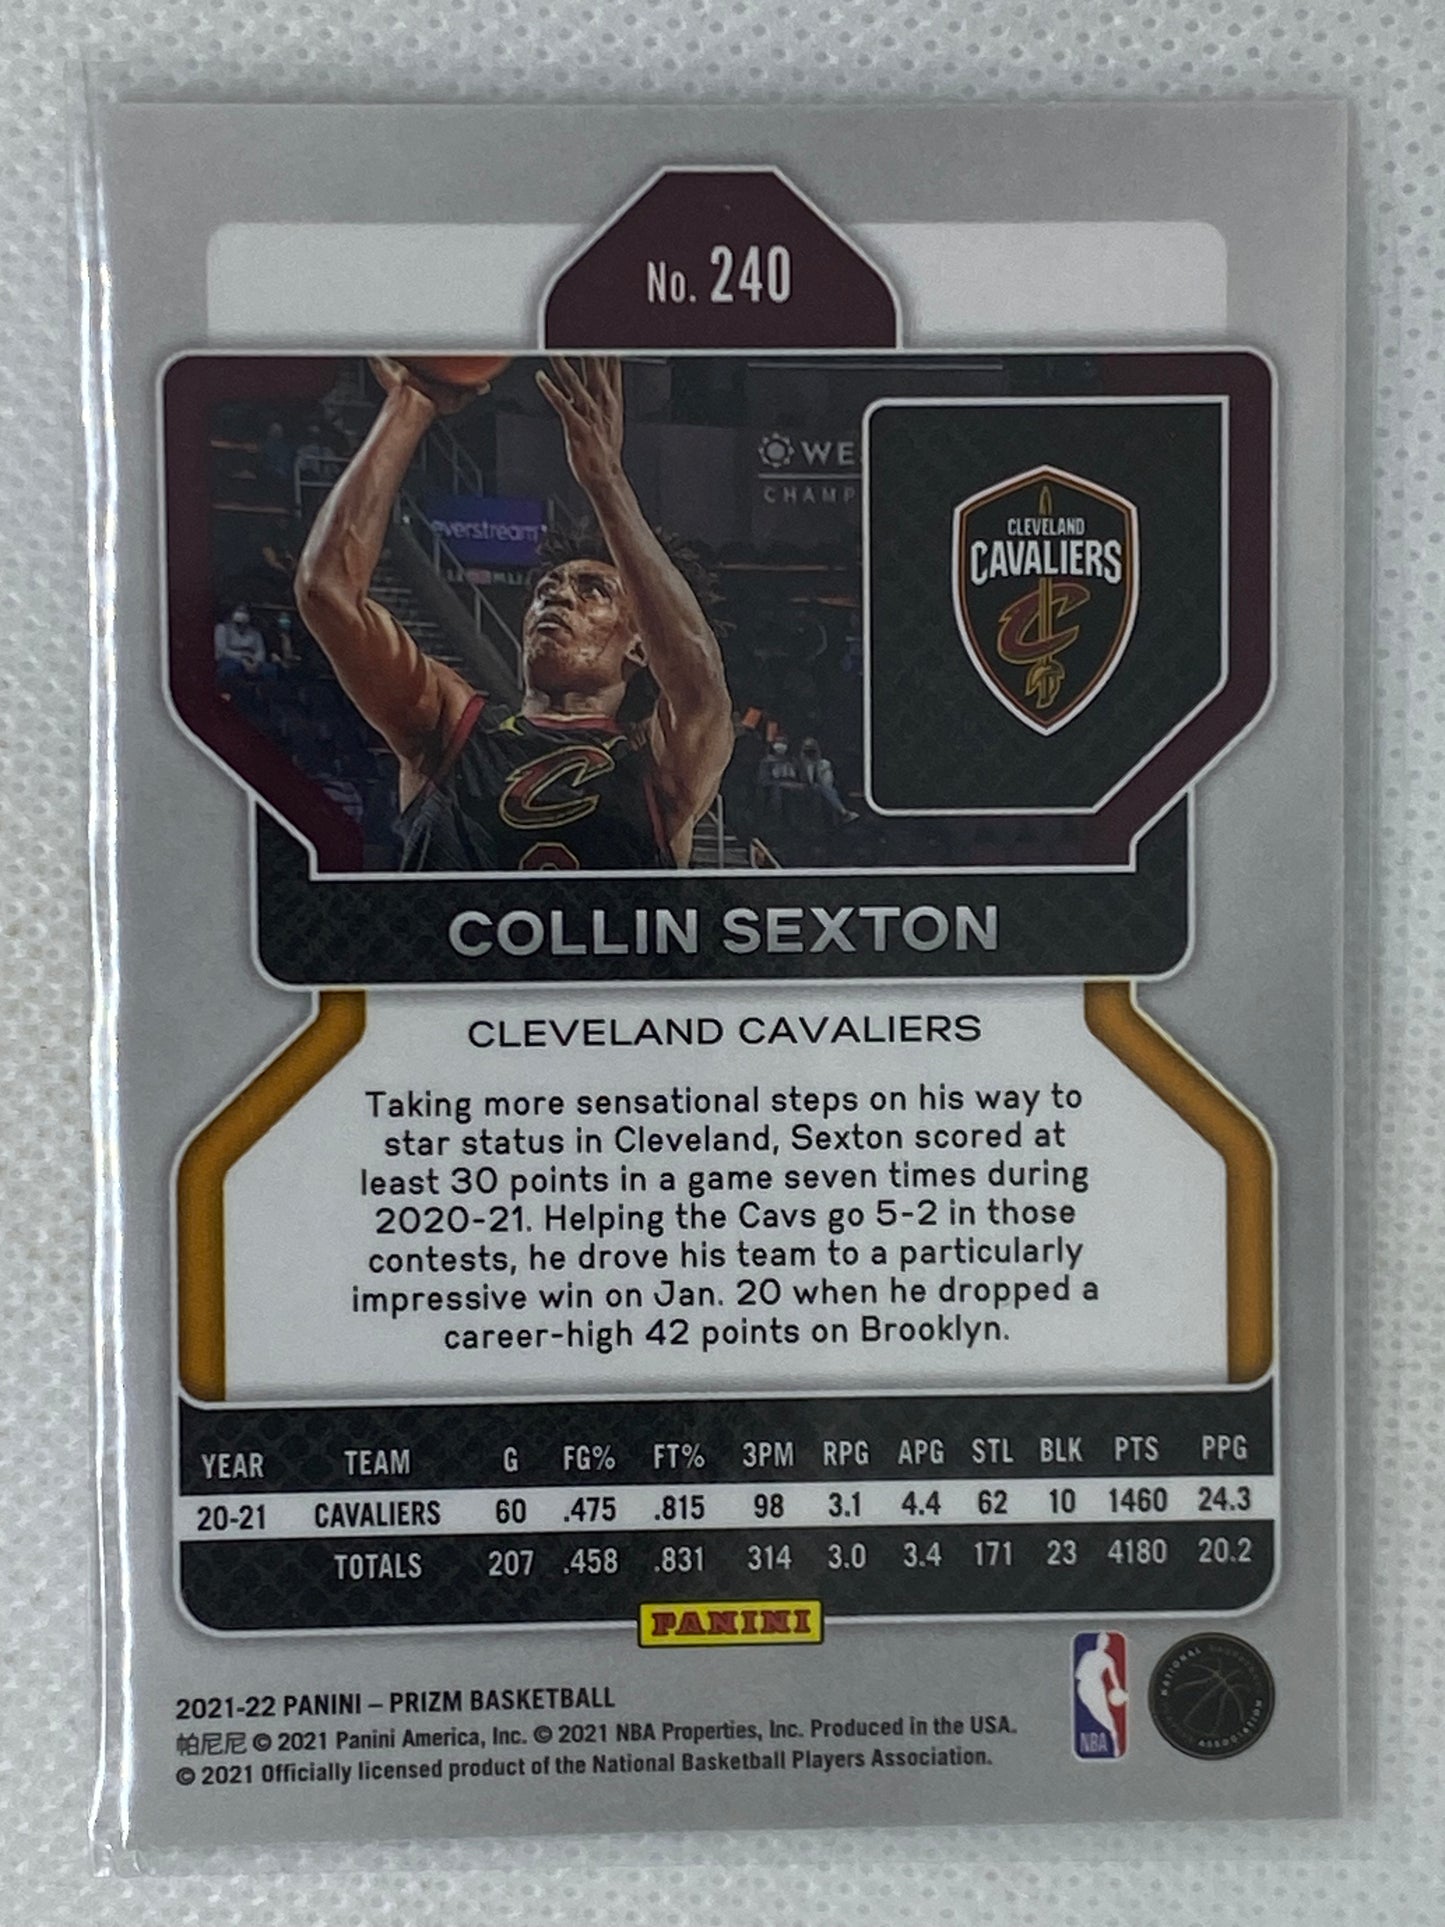 No. 240
WE
CHAMP
everstream
CLEVELAND
CAVALIERS
COLLIN SEXTON
CLEVELAND CAVALIERS
Taking more sensational steps on his way to
star status in Cleveland, Sexton scored at
least 30 points in a game seven times during
2020-21. Helping the Cavs go 5-2 in those
contests, he drove his team to a particularly
impressive win on Jan. 20 when he dropped a
career-high 42 points on Brooklyn.
YEAR TEAM G FG% FT% 3PM RPG APG STL BLK PTS PPG
20-21 CAVALIERS 60 .475 .815 98 3.1 4.4 62 10 1460 24.3
TOTALS 207 .458 .831 314 3.0 3.4 171 23 4180 20.2
PANINI
2021-22 PANINI – PRIZM BASKETBALL
帕尼尼 © 2021 Panini America, Inc. © 2021 NBA Properties, Inc. Produced in the USA.
© 2021 Officially licensed product of the National Basketball Players Association.
NBA
NATIONAL BASKETBALL PLAYERS ASSOCIATION